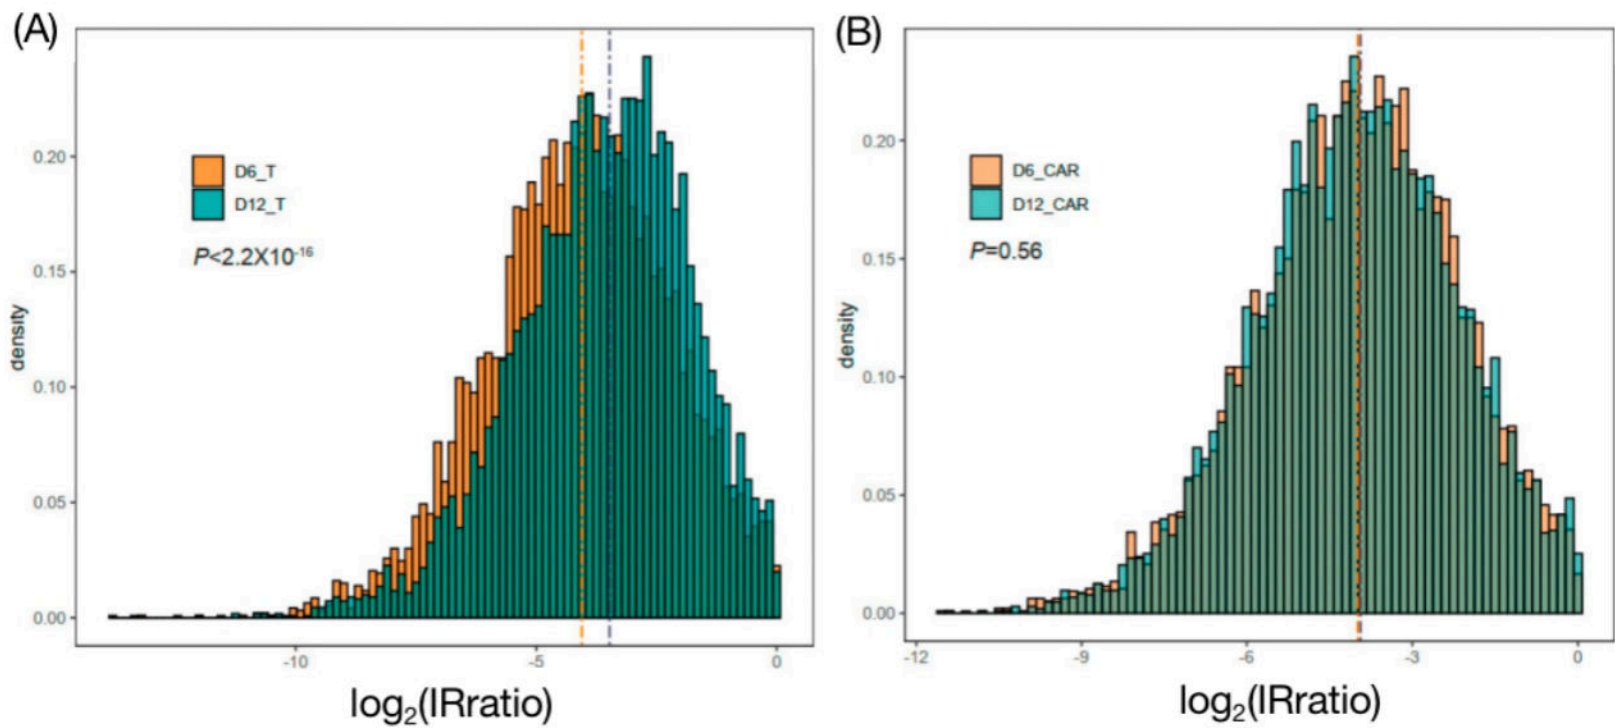 (A)
D6_T
D12_T
P<2.2X10⁻¹⁶
density
0.20
0.15
0.10
0.05
0.00
-10
-5
0
log₂(IRratio)
(B)
D6_CAR
D12_CAR
P=0.56
density
0.20
0.15
0.10
0.05
0.00
-12
-9
-6
-3
0
log₂(IRratio)